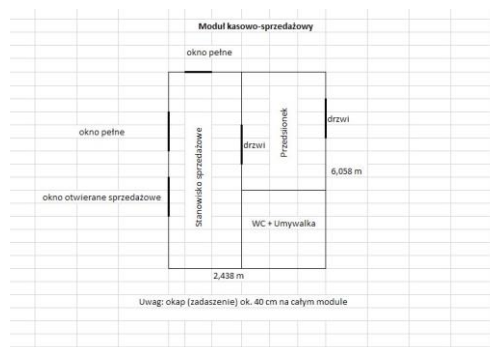 Moduł kasowo-sprzedażowy
okno pełne
okno pełne
drzwi
Przedsionek
Stanowisko sprzedażowe
drzwi
6,058 m
okno otwierane sprzedażowe
WC + Umywalka
2,438 m
Uwag: okap (zadaszenie) ok. 40 cm na całym module